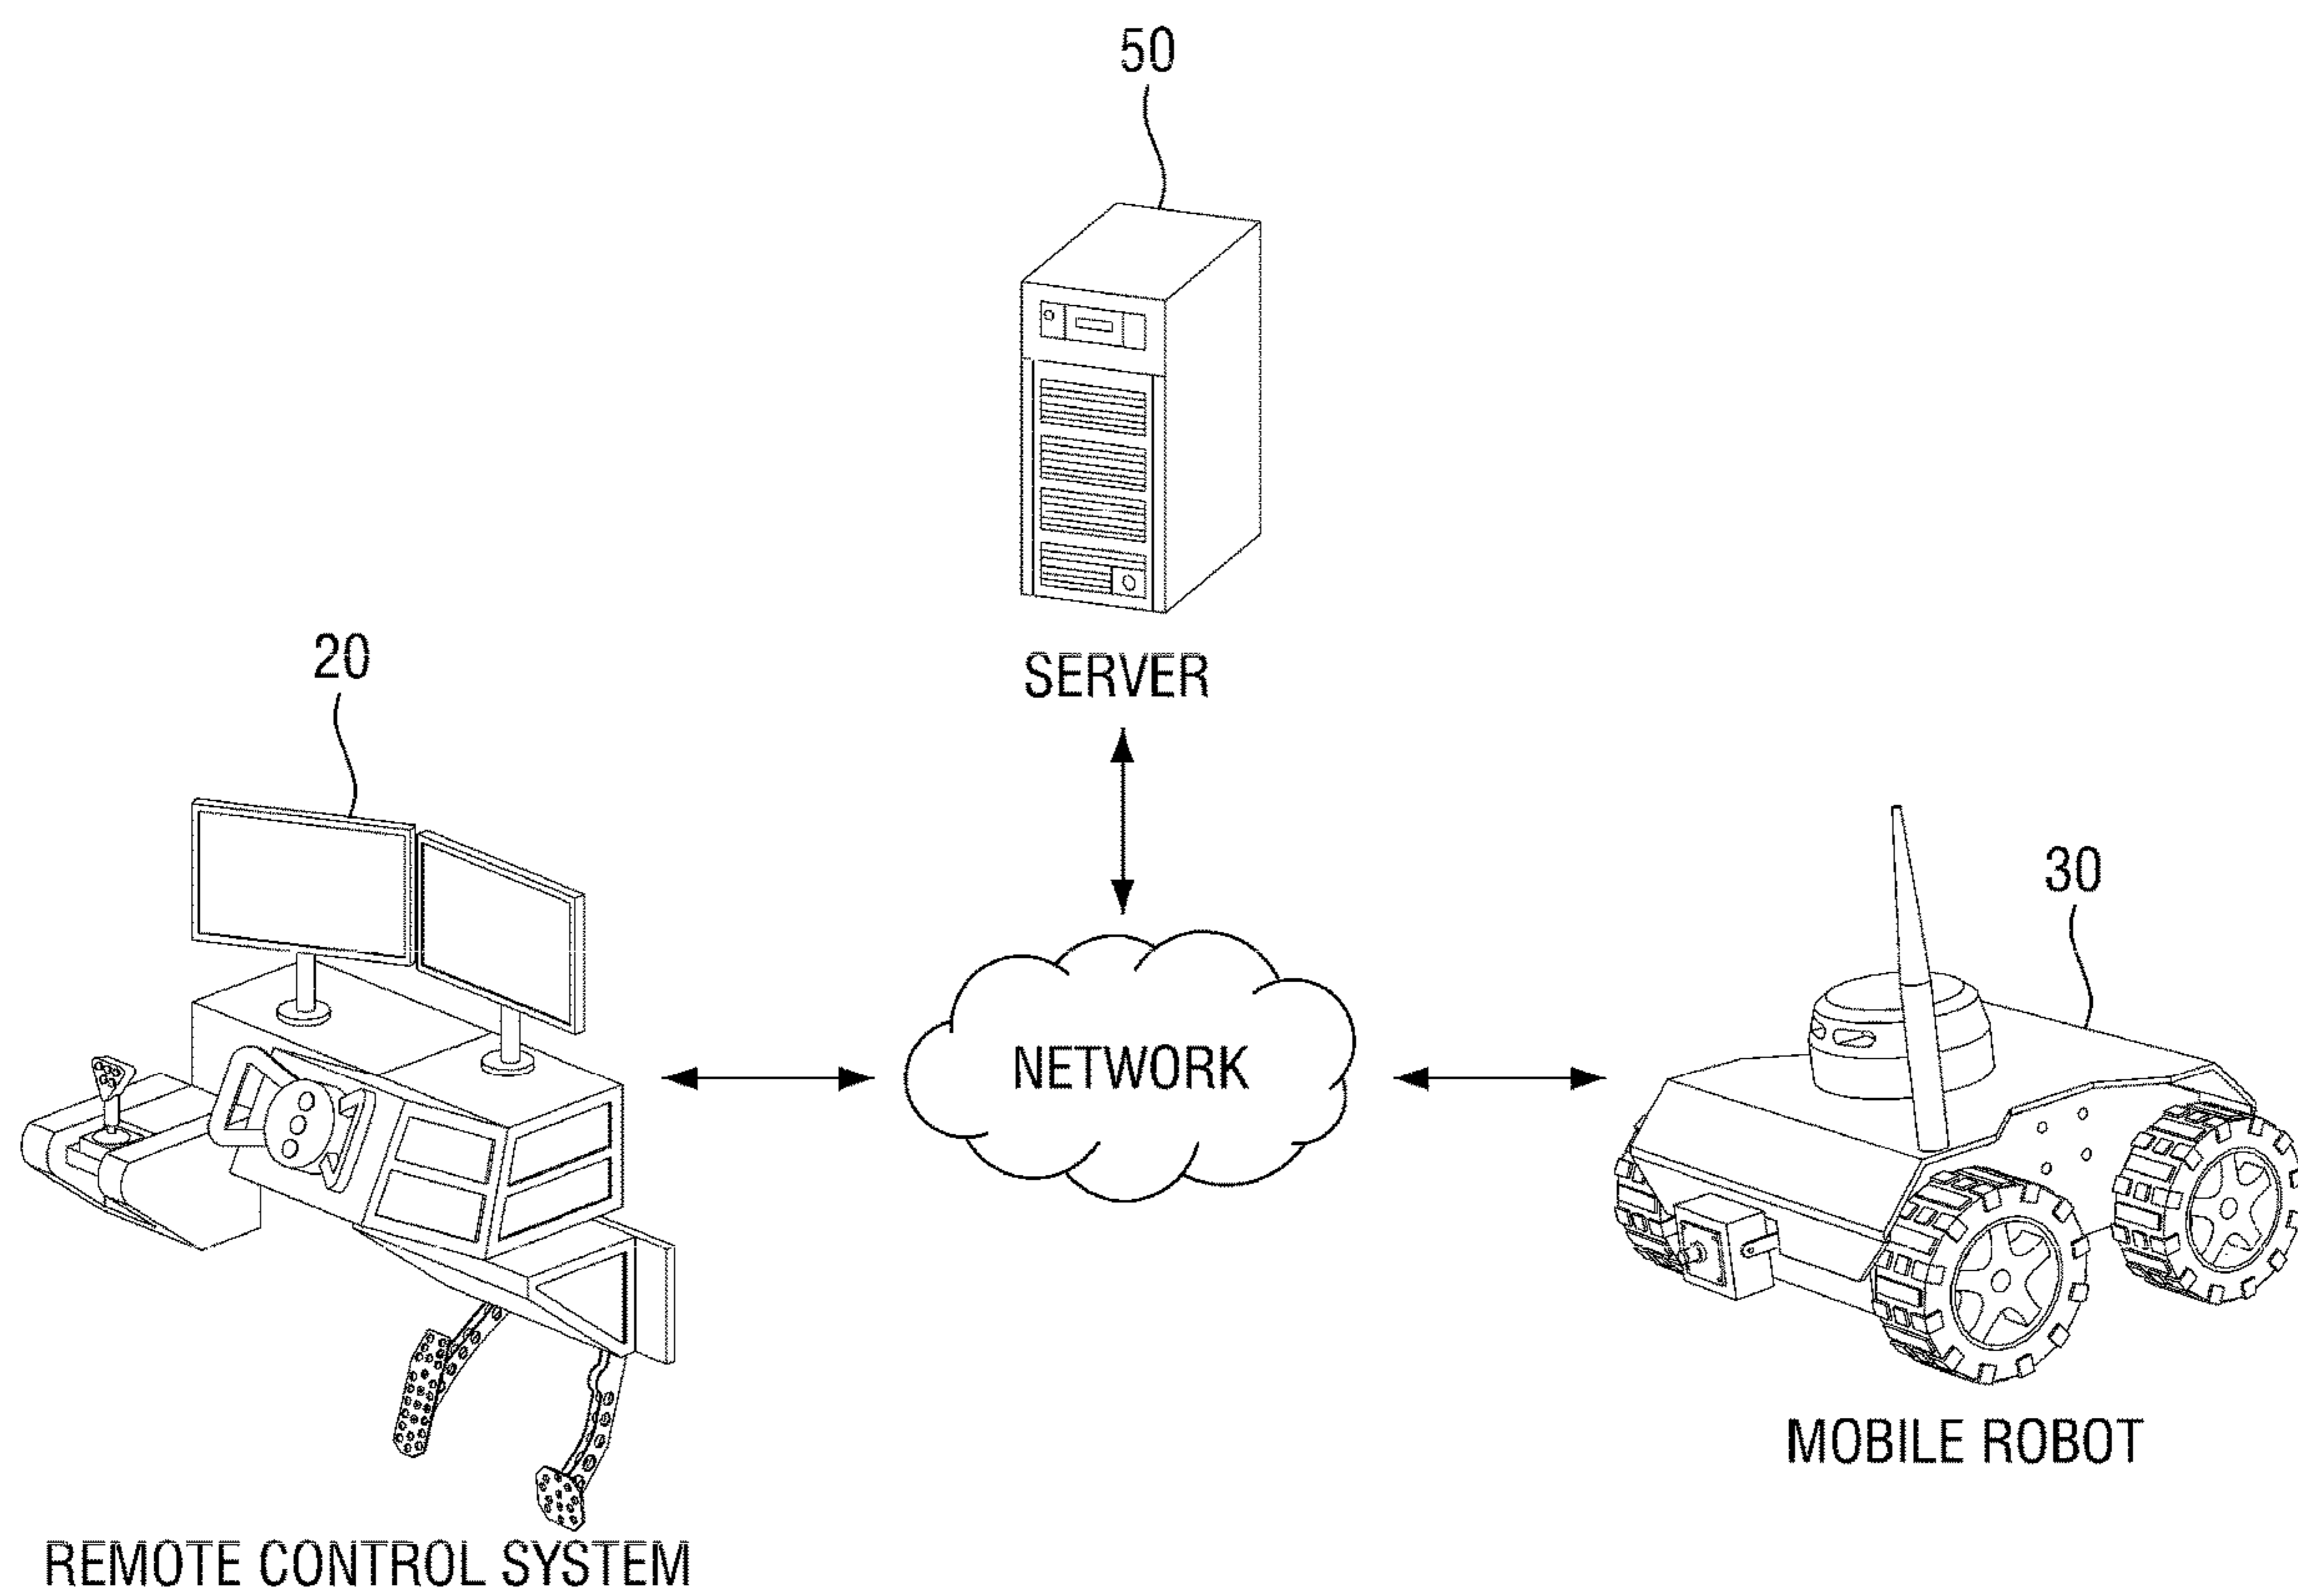 50
SERVER
20
30
NETWORK
MOBILE ROBOT
REMOTE CONTROL SYSTEM